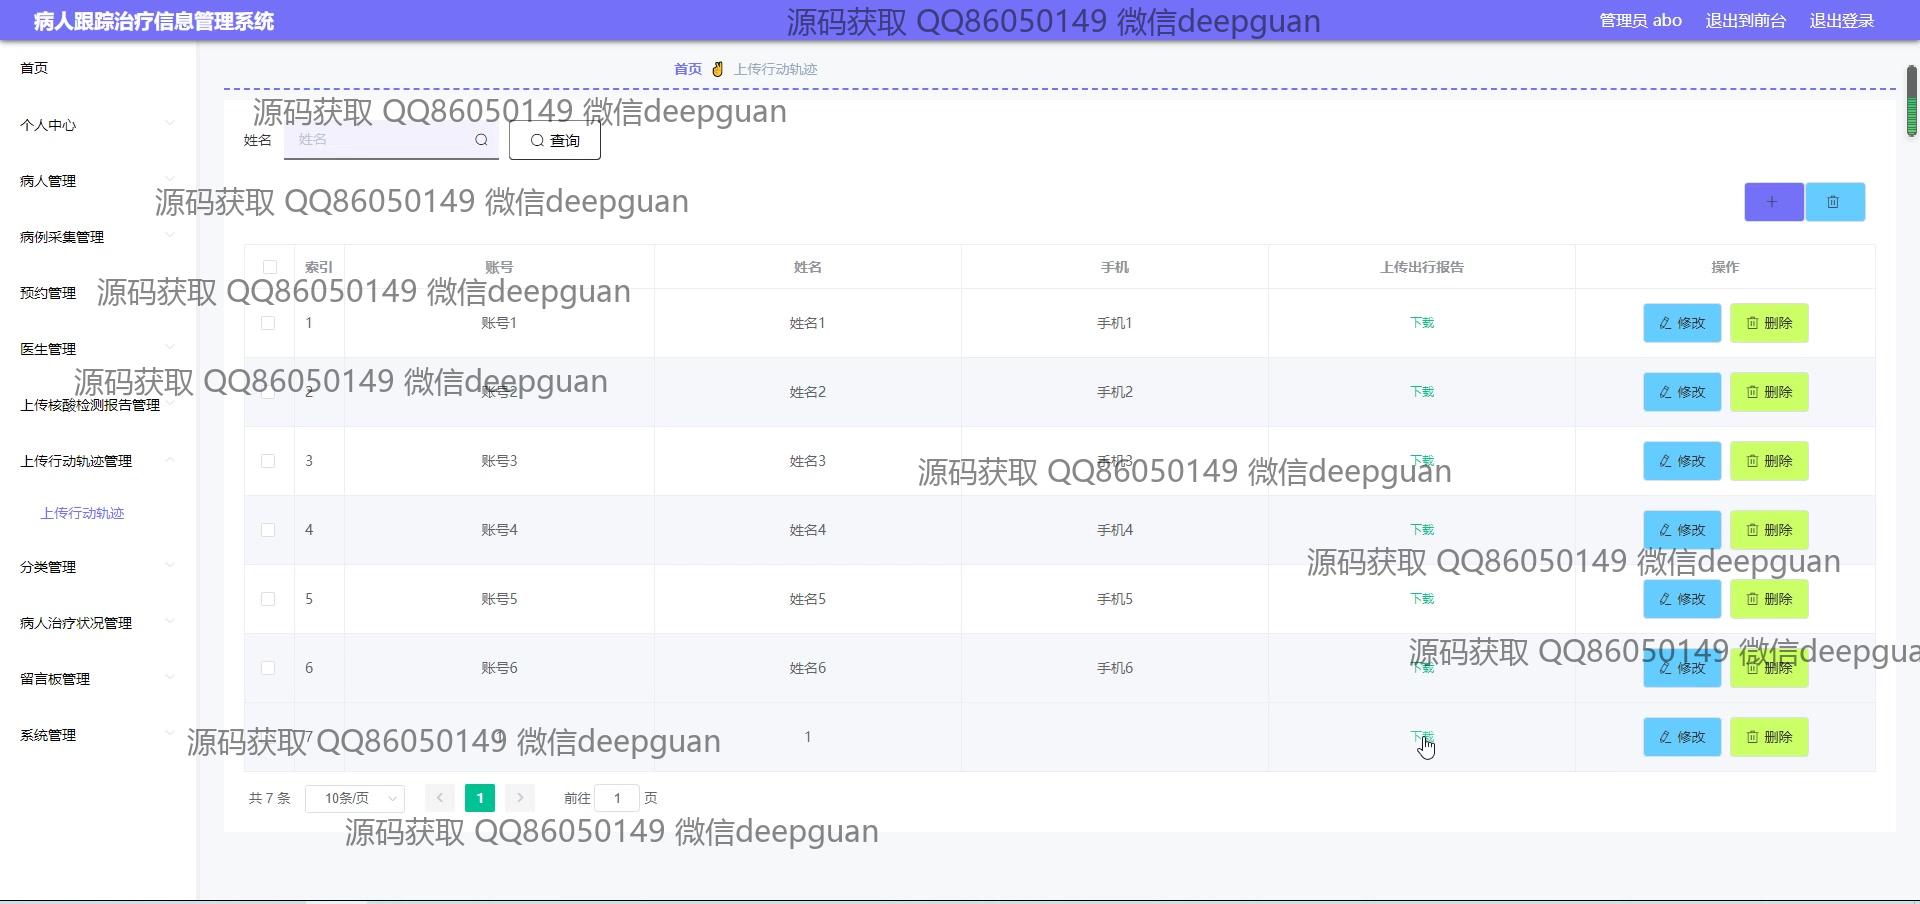 病人跟踪治疗信息管理系统
源码获取 QQ86050149 微信deepguan
管理员 abo 退出到前台 退出登录
首页
首页 上传行动轨迹
源码获取 QQ86050149 微信deepguan
个人中心
姓名 姓名 查询
病人管理
源码获取 QQ86050149 微信deepguan
病例采集管理
索引 账号 姓名 手机 上传出行报告 操作
预约管理
源码获取 QQ86050149 微信deepguan
1 账号1 姓名1 手机1 下载 修改 删除
医生管理
源码获取 QQ86050149 微信deepguan
2 账号2 姓名2 手机2 下载 修改 删除
上传核酸检测报告管理
上传行动轨迹管理
3 账号3 姓名3 手机3 下载 修改 删除
源码获取 QQ86050149 微信deepguan
上传行动轨迹
4 账号4 姓名4 手机4 下载 修改 删除
分类管理
源码获取 QQ86050149 微信deepguan
5 账号5 姓名5 手机5 下载 修改 删除
病人治疗状况管理
源码获取 QQ86050149 微信deepgua
6 账号6 姓名6 手机6 下载 修改 删除
留言板管理
系统管理
7 1 1 下载 修改 删除
源码获取 QQ86050149 微信deepguan
共 7 条 10条/页 1 前往 1 页
源码获取 QQ86050149 微信deepguan